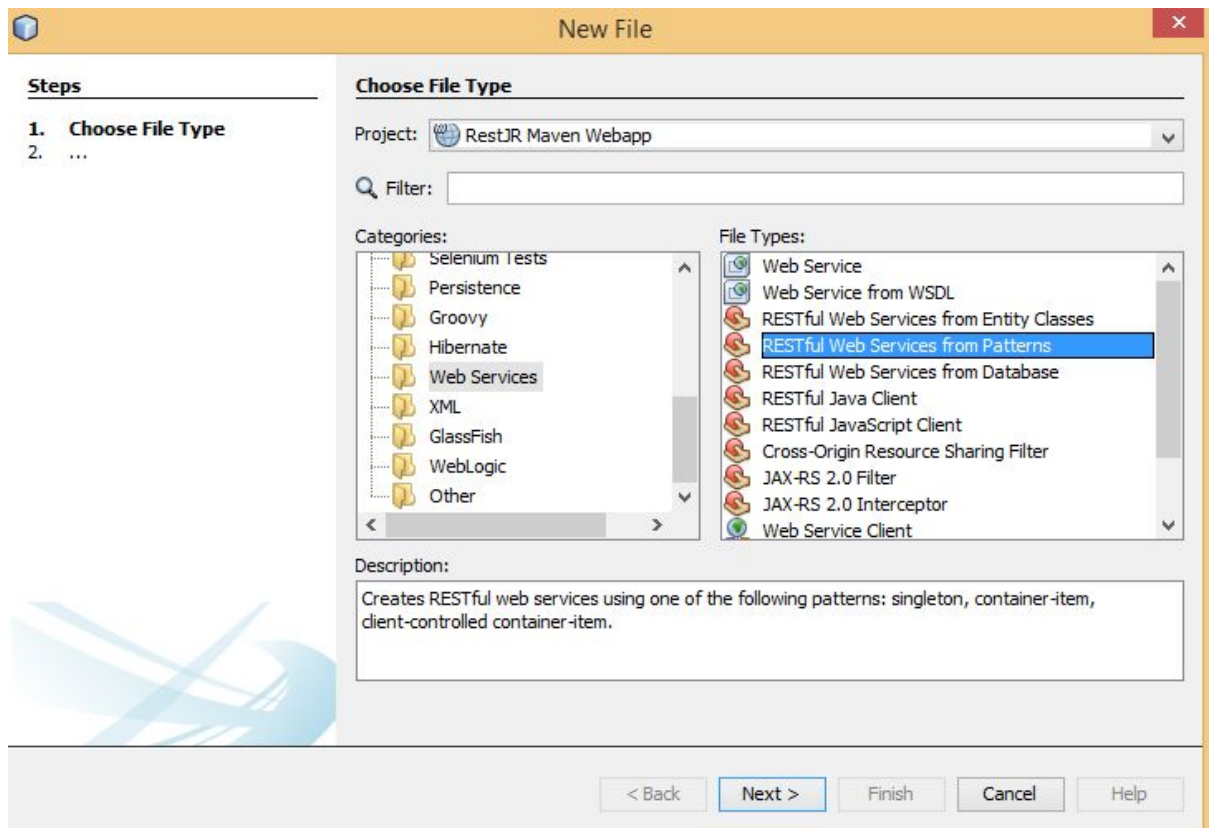 New File
Steps
1. Choose File Type
2. ...
Choose File Type
Project: RestJR Maven Webapp
Filter:
Categories:
Selenium Tests
Persistence
Groovy
Hibernate
Web Services
XML
GlassFish
WebLogic
Other
File Types:
Web Service
Web Service from WSDL
RESTful Web Services from Entity Classes
RESTful Web Services from Patterns
RESTful Web Services from Database
RESTful Java Client
RESTful JavaScript Client
Cross-Origin Resource Sharing Filter
JAX-RS 2.0 Filter
JAX-RS 2.0 Interceptor
Web Service Client
Description:
Creates RESTful web services using one of the following patterns: singleton, container-item,
client-controlled container-item.
< Back Next > Finish Cancel Help